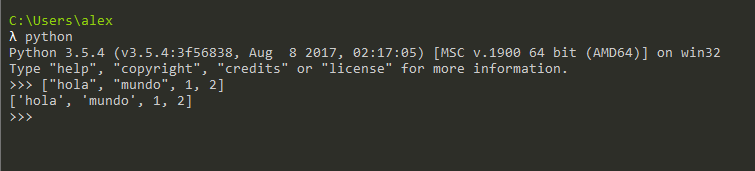 C:\Users\alex
λ python
Python 3.5.4 (v3.5.4:3f56838, Aug  8 2017, 02:17:05) [MSC v.1900 64 bit (AMD64)] on win32
Type "help", "copyright", "credits" or "license" for more information.
>>> ["hola", "mundo", 1, 2]
['hola', 'mundo', 1, 2]
>>>